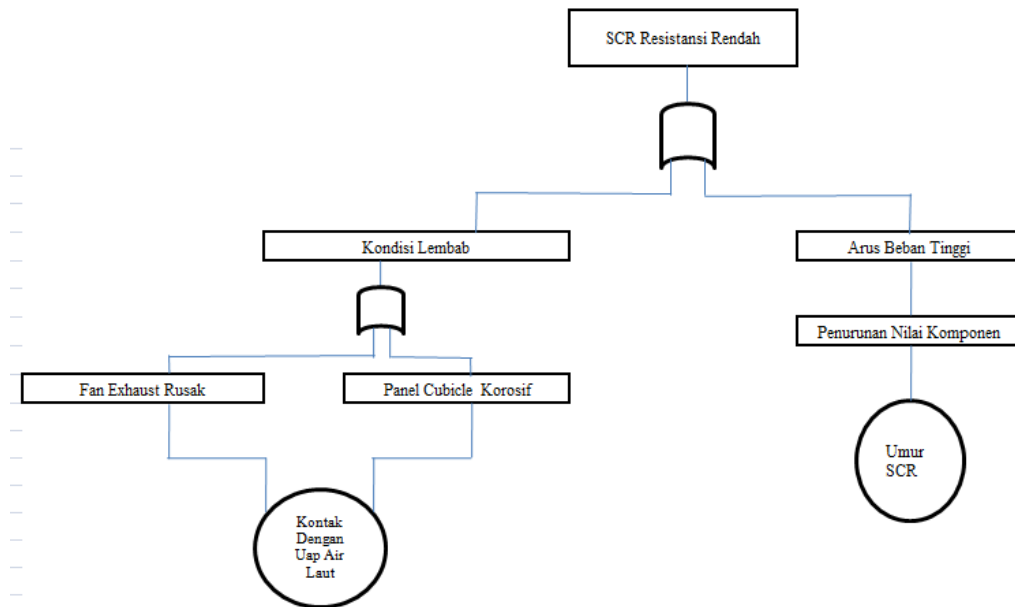 SCR Resistansi Rendah
Kondisi Lembab
Arus Beban Tinggi
Penurunan Nilai Komponen
Fan Exhaust Rusak
Panel Cubicle Korosif
Umur
SCR
Kontak
Dengan
Uap Air
Laut